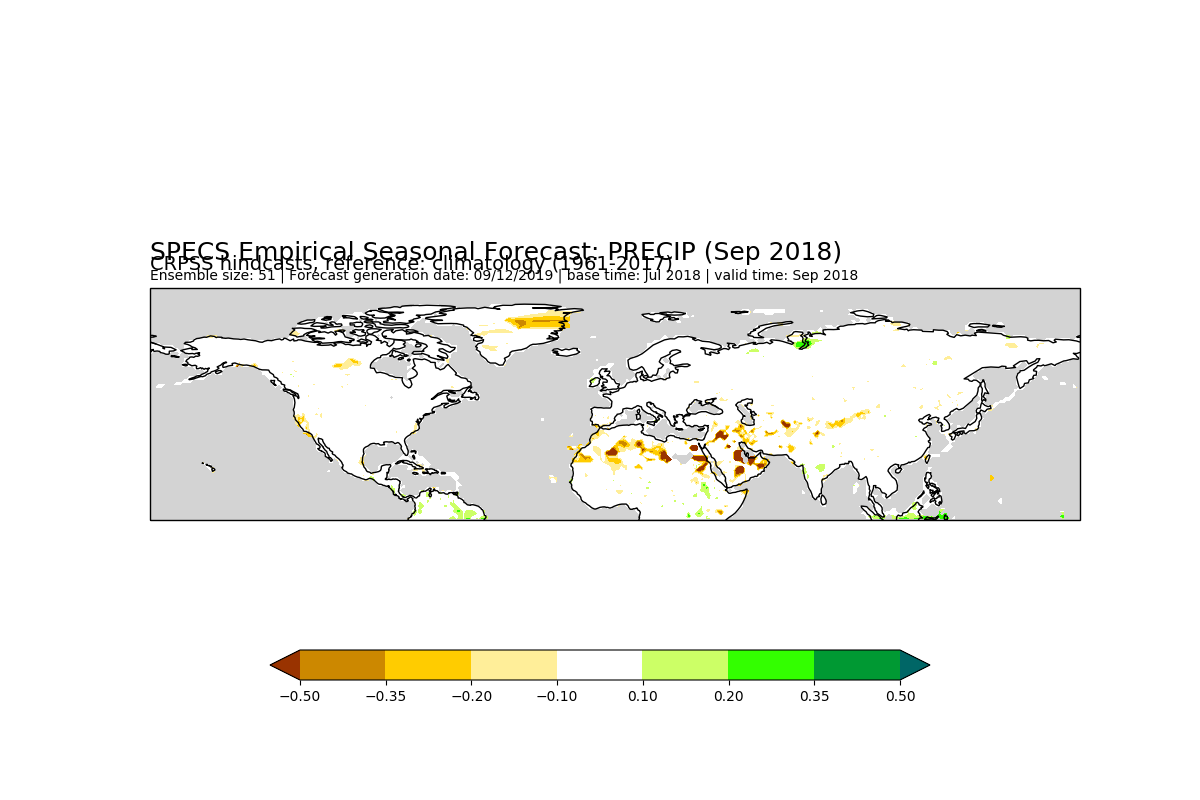 SPECS Empirical Seasonal Forecast: PRECIP (Sep 2018)
CRPSS hindcasts, reference: climatology (1961-2017)
Ensemble size: 51 | Forecast generation date: 09/12/2019 | base time: Jul 2018 | valid time: Sep 2018
−0.50 −0.35 −0.20 −0.10 0.10 0.20 0.35 0.50